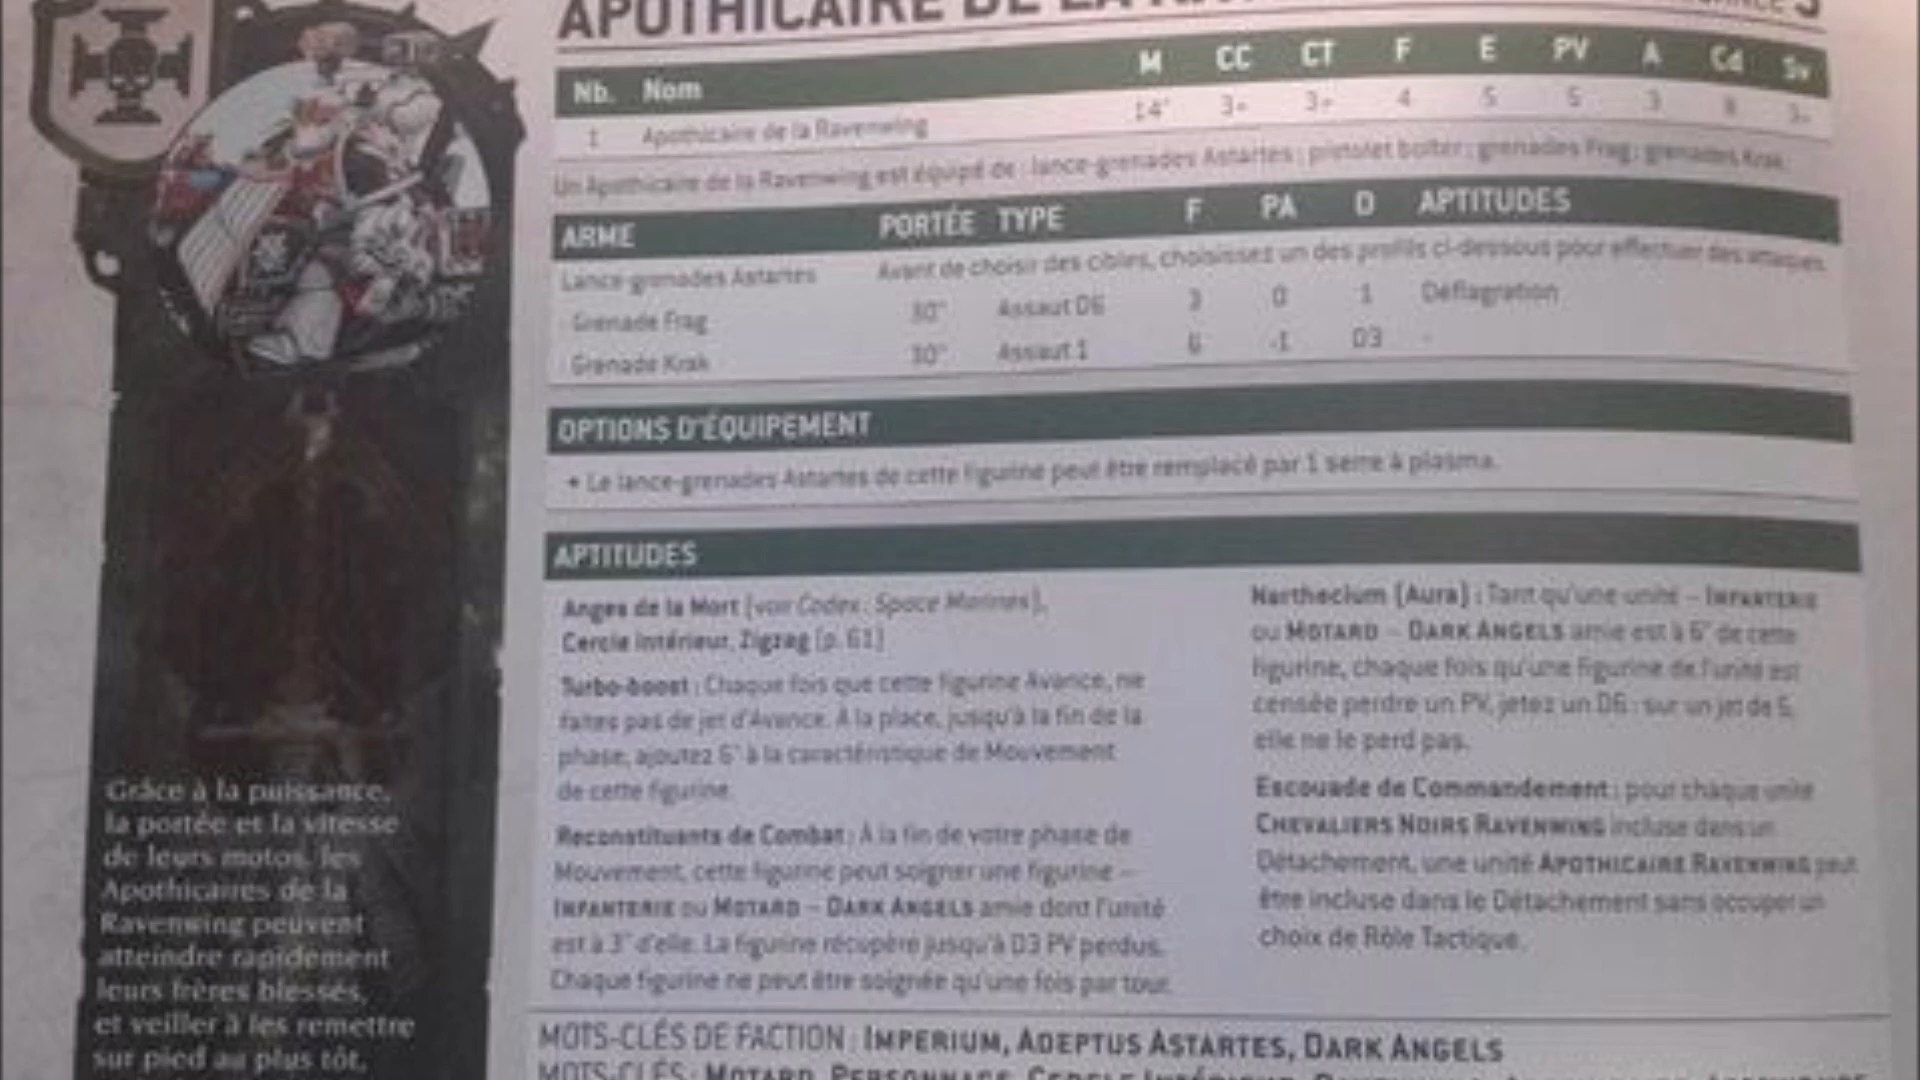 APOTHICAIRE DE LA
5
Nb. Nom M CC CT F E PV A Cd Sv
1 Apothicaire de la Ravenwing 14" 3+ 3+ 4 5 5 3 8 3+
Un Apothicaire de la Ravenwing est équipé de : lance-grenades Astartes ; pistolet bolter ; grenades Frag ; grenades Krak.
ARME PORTÉE TYPE F PA D APTITUDES
Lance-grenades Astartes Avant de choisir des cibles, choisissez un des profils ci-dessous pour effectuer des attaques.
- Grenade Frag 30" Assaut D6 3 0 1 Déflagration
- Grenade Krak 30" Assaut 1 6 -1 D3 -
OPTIONS D'ÉQUIPEMENT
• Le lance-grenades Astartes de cette figurine peut être remplacé par 1 serre à plasma.
APTITUDES
Anges de la Mort (voir Codex : Space Marines),
Cercle Intérieur, Zigzag (p. 61)
Turbo-boost : Chaque fois que cette figurine Avance, ne
faites pas de jet d'Avance. À la place, jusqu'à la fin de la
phase, ajoutez 6" à la caractéristique de Mouvement
de cette figurine.
Reconstituants de Combat : À la fin de votre phase de
Mouvement, cette figurine peut soigner une figurine –
INFANTERIE ou MOTARD – DARK ANGELS amie dont l'unité
est à 3" d'elle. La figurine récupère jusqu'à D3 PV perdus.
Chaque figurine ne peut être soignée qu'une fois par tour.
Narthecium (Aura) : Tant qu'une unité – INFANTERIE
ou MOTARD – DARK ANGELS amie est à 6" de cette
figurine, chaque fois qu'une figurine de l'unité est
censée perdre un PV, jetez un D6 : sur un jet de 6,
elle ne le perd pas.
Escouade de Commandement : pour chaque unité
CHEVALIERS NOIRS RAVENWING incluse dans un
Détachement, une unité APOTHICAIRE RAVENWING peut
être incluse dans le Détachement sans occuper un
choix de Rôle Tactique.
Grâce à la puissance,
la portée et la vitesse
de leurs motos, les
Apothicaires de la
Ravenwing peuvent
atteindre rapidement
leurs frères blessés,
et veiller à les remettre
sur pied au plus tôt.
MOTS-CLÉS DE FACTION : IMPERIUM, ADEPTUS ASTARTES, DARK ANGELS
MOTS-CLÉS : MOTARD, PERSONNAGE, CERCLE INTÉRIEUR,